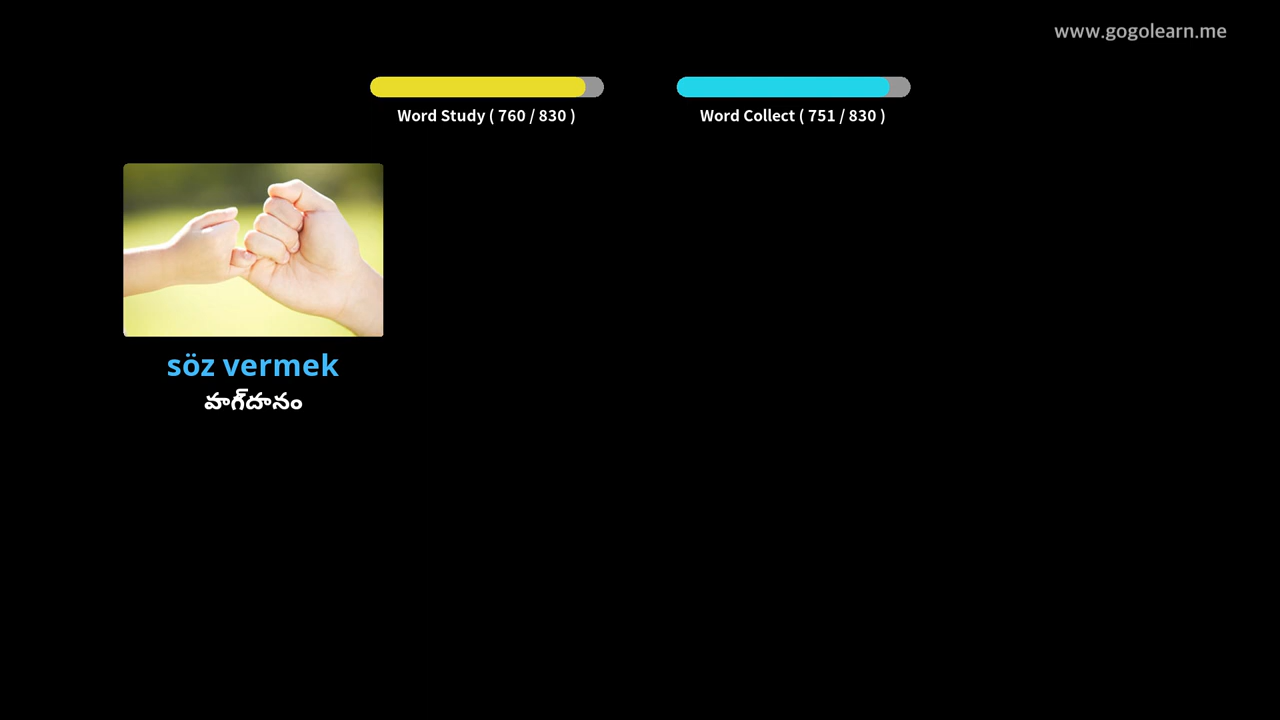 www.gogolearn.me
Word Study ( 760 / 830 )
Word Collect ( 751 / 830 )
söz vermek
వాగ్‌దానం